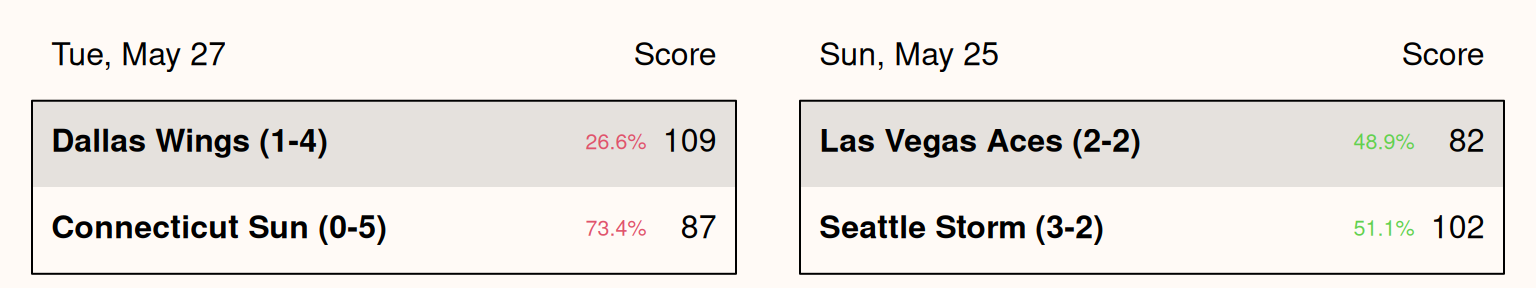 Tue, May 27 Score
Dallas Wings (1-4) 26.6% 109
Connecticut Sun (0-5) 73.4% 87
Sun, May 25 Score
Las Vegas Aces (2-2) 48.9% 82
Seattle Storm (3-2) 51.1% 102